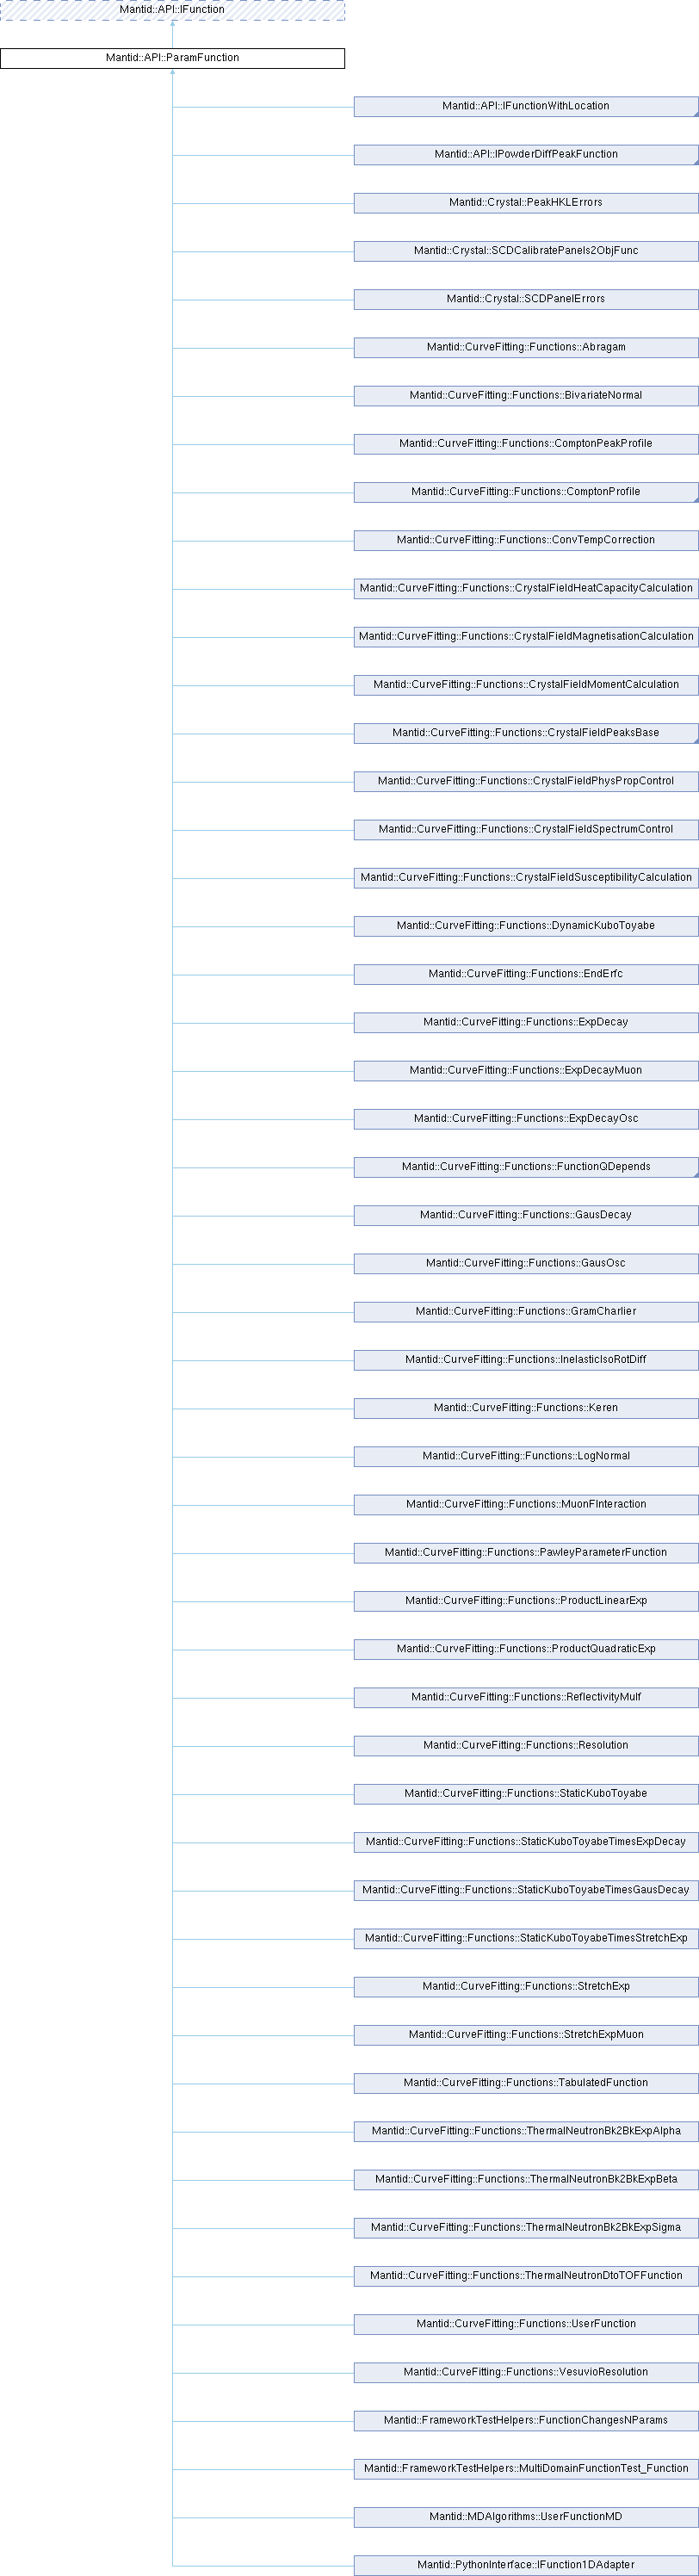 Mantid::API::IFunction
Mantid::API::ParamFunction
Mantid::API::IFunctionWithLocation
Mantid::API::IPowderDiffPeakFunction
Mantid::Crystal::PeakHKLErrors
Mantid::Crystal::SCDCalibratePanels2ObjFunc
Mantid::Crystal::SCDPanelErrors
Mantid::CurveFitting::Functions::Abragam
Mantid::CurveFitting::Functions::BivariateNormal
Mantid::CurveFitting::Functions::ComptonPeakProfile
Mantid::CurveFitting::Functions::ComptonProfile
Mantid::CurveFitting::Functions::ConvTempCorrection
Mantid::CurveFitting::Functions::CrystalFieldHeatCapacityCalculation
Mantid::CurveFitting::Functions::CrystalFieldMagnetisationCalculation
Mantid::CurveFitting::Functions::CrystalFieldMomentCalculation
Mantid::CurveFitting::Functions::CrystalFieldPeaksBase
Mantid::CurveFitting::Functions::CrystalFieldPhysPropControl
Mantid::CurveFitting::Functions::CrystalFieldSpectrumControl
Mantid::CurveFitting::Functions::CrystalFieldSusceptibilityCalculation
Mantid::CurveFitting::Functions::DynamicKuboToyabe
Mantid::CurveFitting::Functions::EndErfc
Mantid::CurveFitting::Functions::ExpDecay
Mantid::CurveFitting::Functions::ExpDecayMuon
Mantid::CurveFitting::Functions::ExpDecayOsc
Mantid::CurveFitting::Functions::FunctionQDepends
Mantid::CurveFitting::Functions::GausDecay
Mantid::CurveFitting::Functions::GausOsc
Mantid::CurveFitting::Functions::GramCharlier
Mantid::CurveFitting::Functions::InelasticIsoRotDiff
Mantid::CurveFitting::Functions::Keren
Mantid::CurveFitting::Functions::LogNormal
Mantid::CurveFitting::Functions::MuonFInteraction
Mantid::CurveFitting::Functions::PawleyParameterFunction
Mantid::CurveFitting::Functions::ProductLinearExp
Mantid::CurveFitting::Functions::ProductQuadraticExp
Mantid::CurveFitting::Functions::ReflectivityMulf
Mantid::CurveFitting::Functions::Resolution
Mantid::CurveFitting::Functions::StaticKuboToyabe
Mantid::CurveFitting::Functions::StaticKuboToyabeTimesExpDecay
Mantid::CurveFitting::Functions::StaticKuboToyabeTimesGausDecay
Mantid::CurveFitting::Functions::StaticKuboToyabeTimesStretchExp
Mantid::CurveFitting::Functions::StretchExp
Mantid::CurveFitting::Functions::StretchExpMuon
Mantid::CurveFitting::Functions::TabulatedFunction
Mantid::CurveFitting::Functions::ThermalNeutronBk2BkExpAlpha
Mantid::CurveFitting::Functions::ThermalNeutronBk2BkExpBeta
Mantid::CurveFitting::Functions::ThermalNeutronBk2BkExpSigma
Mantid::CurveFitting::Functions::ThermalNeutronDtoTOFFunction
Mantid::CurveFitting::Functions::UserFunction
Mantid::CurveFitting::Functions::VesuvioResolution
Mantid::FrameworkTestHelpers::FunctionChangesNParams
Mantid::FrameworkTestHelpers::MultiDomainFunctionTest_Function
Mantid::MDAlgorithms::UserFunctionMD
Mantid::PythonInterface::IFunction1DAdapter